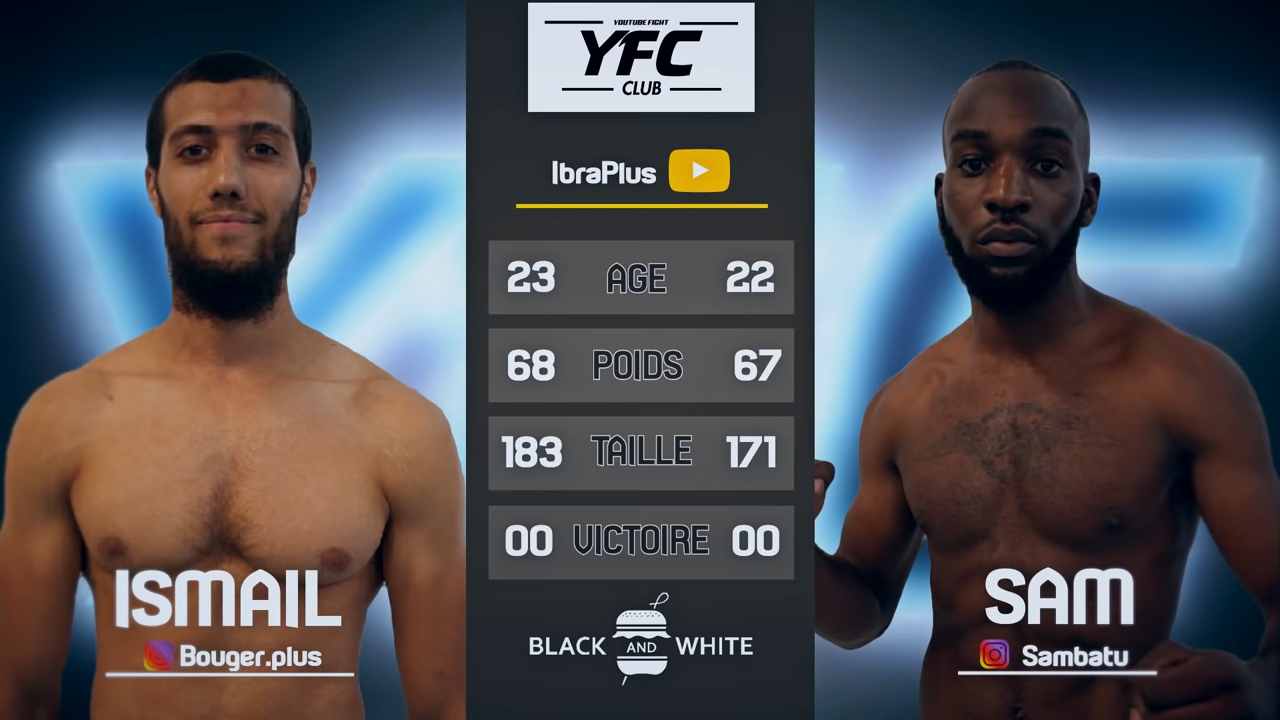 YOUTUBE FIGHT
YFC
CLUB
IbraPlus
23 AGE 22
68 POIDS 67
183 TAILLE 171
00 VICTOIRE 00
ISMAIL
Bouger.plus
BLACK AND WHITE
SAM
Sambatu